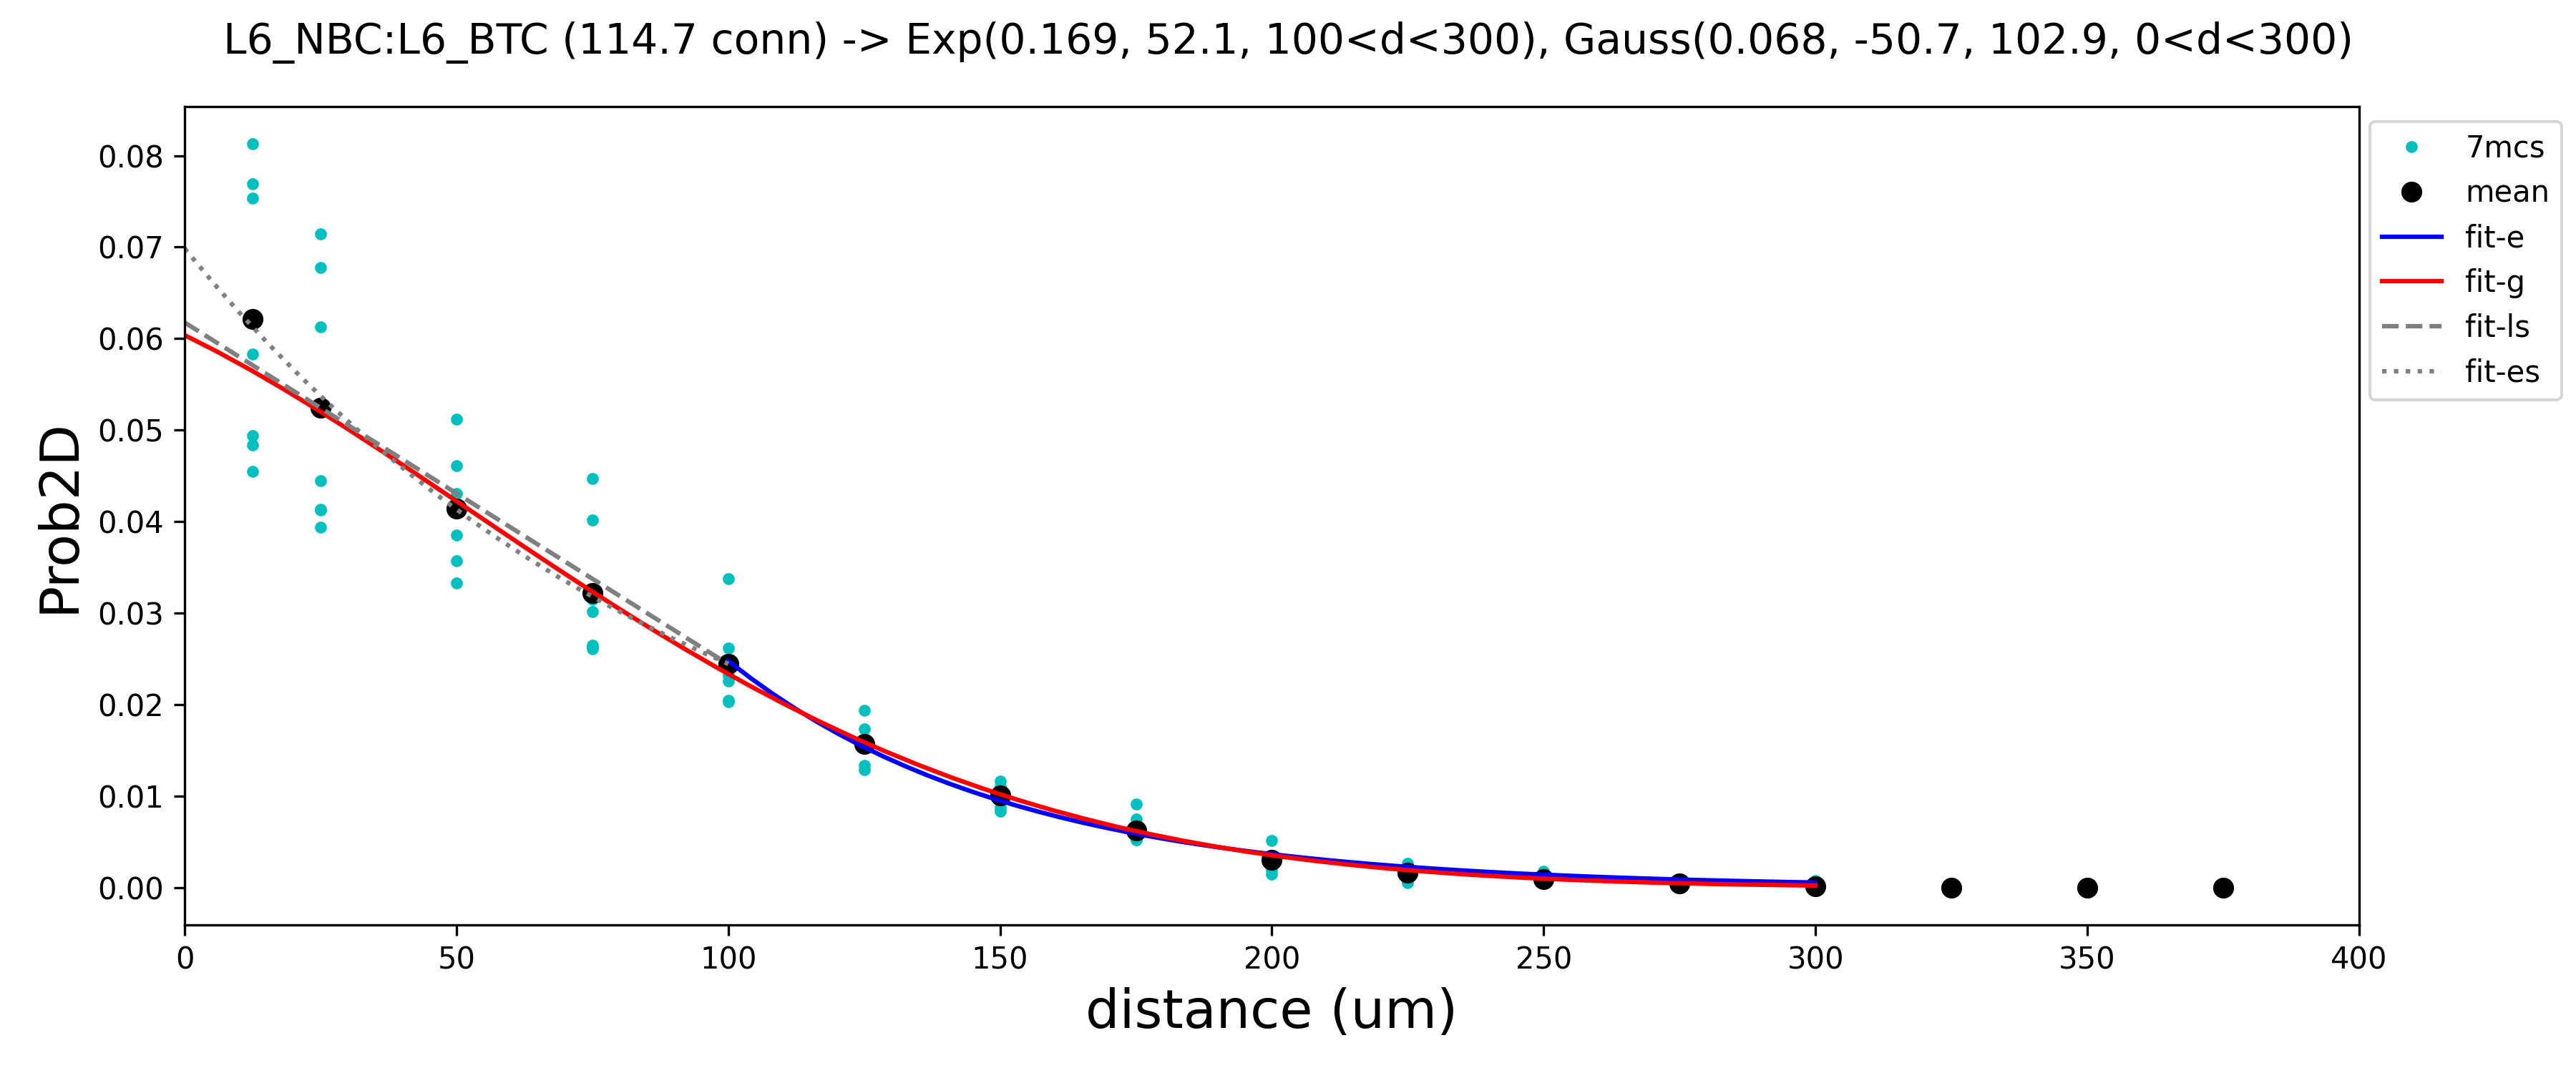 L6_NBC:L6_BTC (114.7 conn) -> Exp(0.169, 52.1, 100<d<300), Gauss(0.068, -50.7, 102.9, 0<d<300)
0.08
0.07
0.06
0.05
0.04
0.03
0.02
0.01
0.00
Prob2D
0 50 100 150 200 250 300 350 400
distance (um)
7mcs
mean
fit-e
fit-g
fit-ls
fit-es